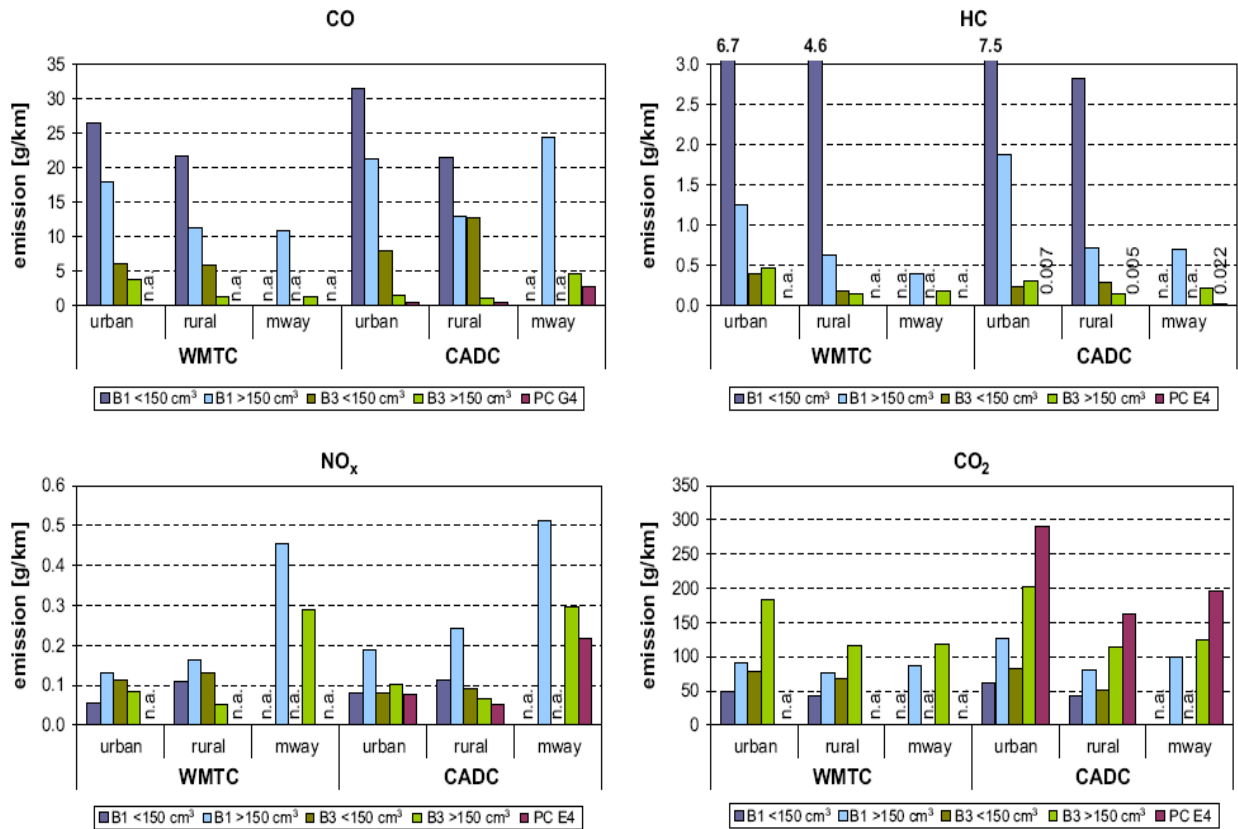 CO
emission [g/km]
35
30
25
20
15
10
5
0
n.a. n.a. n.a. n.a. n.a. n.a. n.a.
urban rural mway urban rural mway
WMTC CADC
B1 <150 cm³ B1 >150 cm³ B3 <150 cm³ B3 >150 cm³ PC G4
HC
6.7 4.6 7.5
emission [g/km]
3.0
2.5
2.0
1.5
1.0
0.5
0.0
n.a. n.a. n.a. n.a. n.a. 0.007 0.005 n.a. n.a. 0.022
urban rural mway urban rural mway
WMTC CADC
B1 <150 cm³ B1 >150 cm³ B3 <150 cm³ B3 >150 cm³ PC E4
NOx
emission [g/km]
0.6
0.5
0.4
0.3
0.2
0.1
0.0
n.a. n.a. n.a. n.a. n.a. n.a. n.a.
urban rural mway urban rural mway
WMTC CADC
B1 <150 cm³ B1 >150 cm³ B3 <150 cm³ B3 >150 cm³ PC E4
CO₂
emission [g/km]
350
300
250
200
150
100
50
0
n.a. n.a. n.a. n.a. n.a. n.a. n.a.
urban rural mway urban rural mway
WMTC CADC
B1 <150 cm³ B1 >150 cm³ B3 <150 cm³ B3 >150 cm³ PC E4